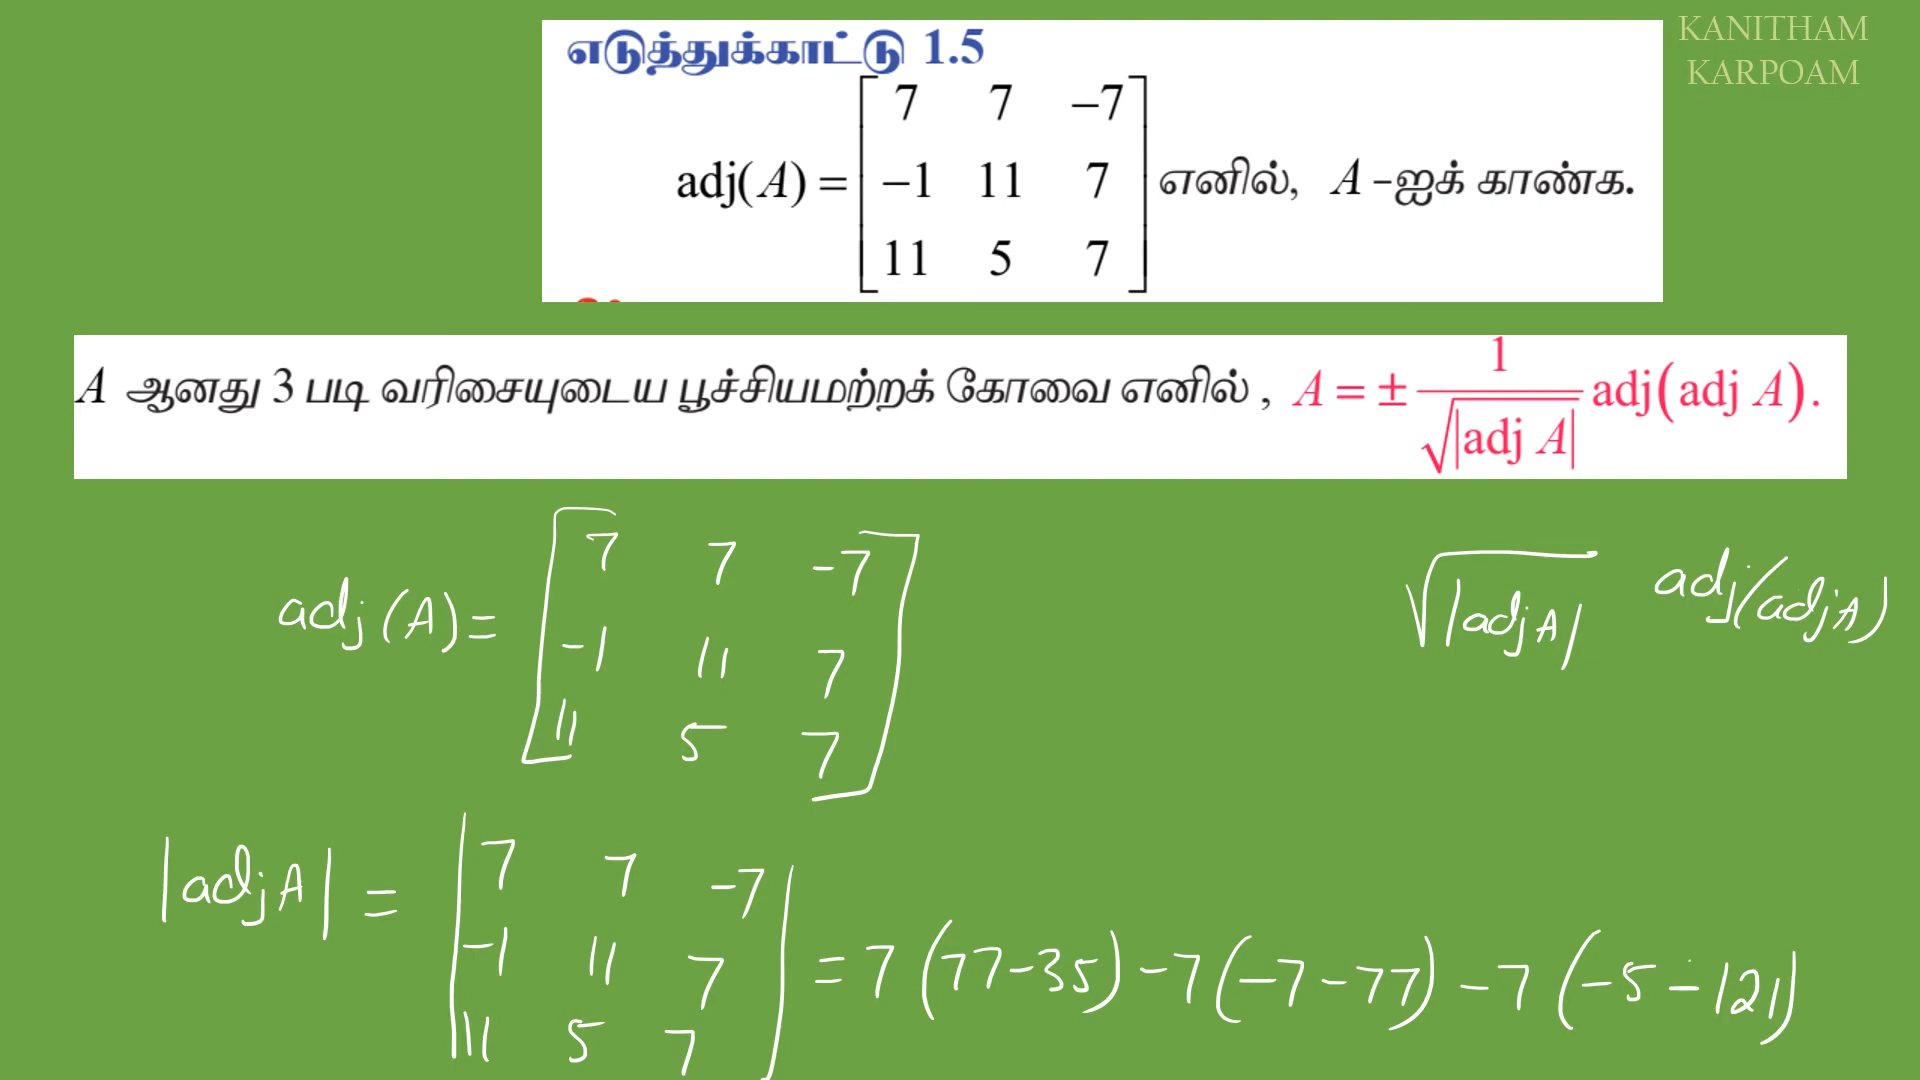 KANITHAM
KARPOAM
எடுத்துக்காட்டு 1.5
7 7 −7
adj(A) = −1 11 7 எனில், A -ஐக் காண்க.
11 5 7
A ஆனது 3 படி வரிசையுடைய பூச்சியமற்றக் கோவை எனில் , A = ± 1/√|adj A| adj(adj A).
7 7 -7
adj(A) = -1 11 7
11 5 7
√|adjA| adj(adjA)
7 7 -7
|adjA| = -1 11 7 = 7(77-35) -7(-7-77) -7(-5-121)
11 5 7